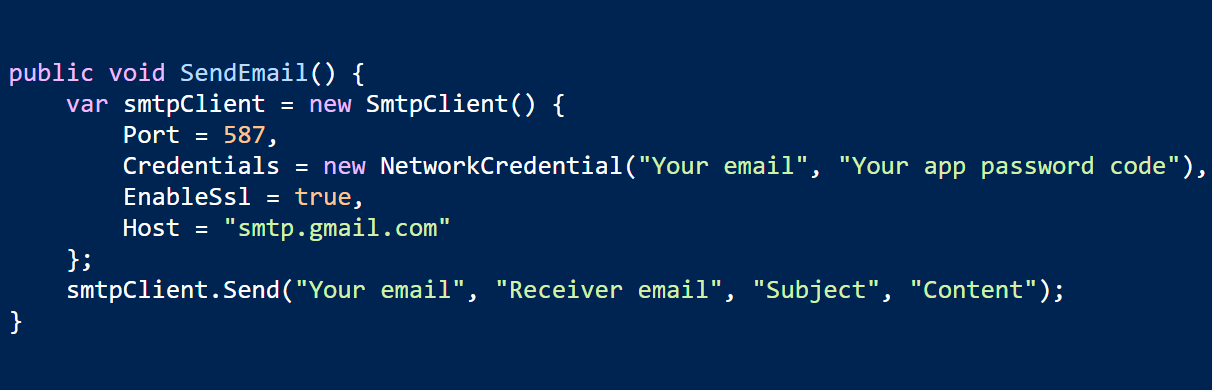 public void SendEmail() {
    var smtpClient = new SmtpClient() {
        Port = 587,
        Credentials = new NetworkCredential("Your email", "Your app password code"),
        EnableSsl = true,
        Host = "smtp.gmail.com"
    };
    smtpClient.Send("Your email", "Receiver email", "Subject", "Content");
}